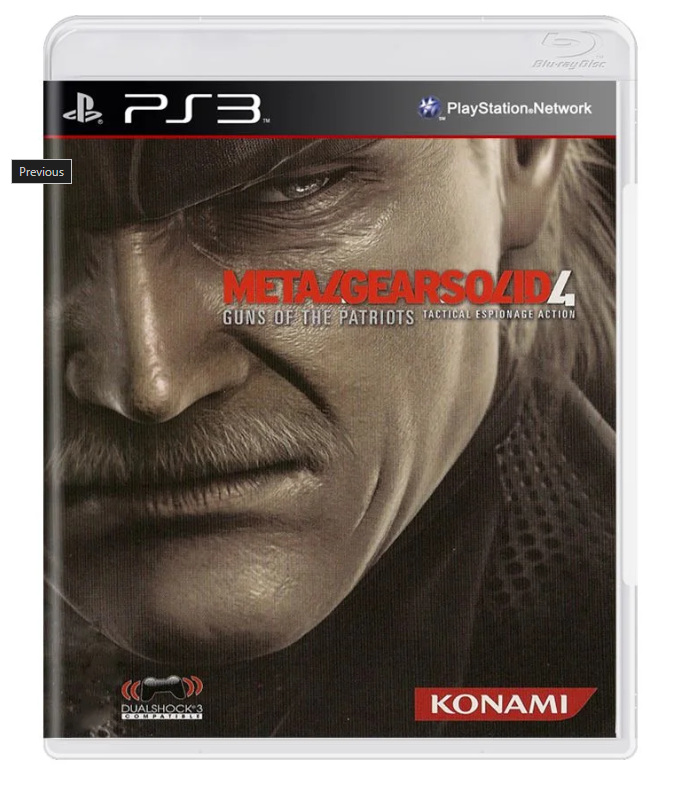 Blu-ray Disc
PS3™
PlayStation®Network
Previous
METAL GEAR SOLID 4
GUNS OF THE PATRIOTS TACTICAL ESPIONAGE ACTION
DUALSHOCK®3
COMPATIBLE
KONAMI